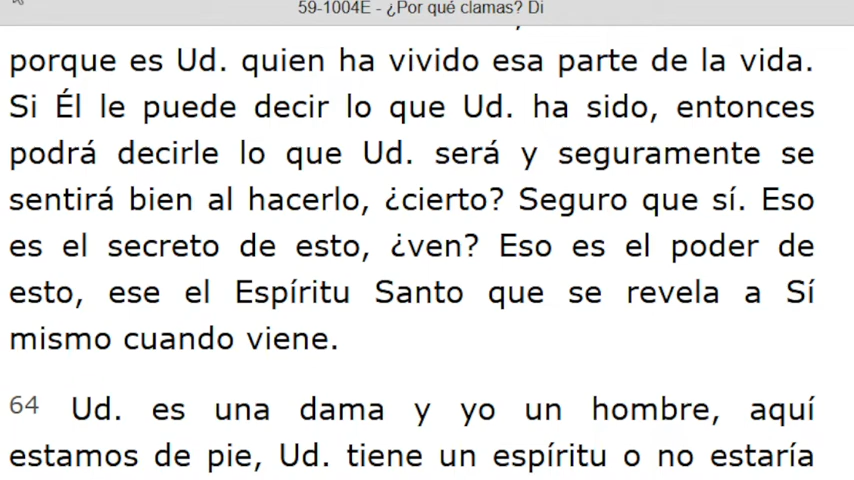 59-1004E - ¿Por qué clamas? Di
porque es Ud. quien ha vivido esa parte de la vida.
Si Él le puede decir lo que Ud. ha sido, entonces
podrá decirle lo que Ud. será y seguramente se
sentirá bien al hacerlo, ¿cierto? Seguro que sí. Eso
es el secreto de esto, ¿ven? Eso es el poder de
esto, ese el Espíritu Santo que se revela a Sí
mismo cuando viene.
64 Ud. es una dama y yo un hombre, aquí
estamos de pie, Ud. tiene un espíritu o no estaría